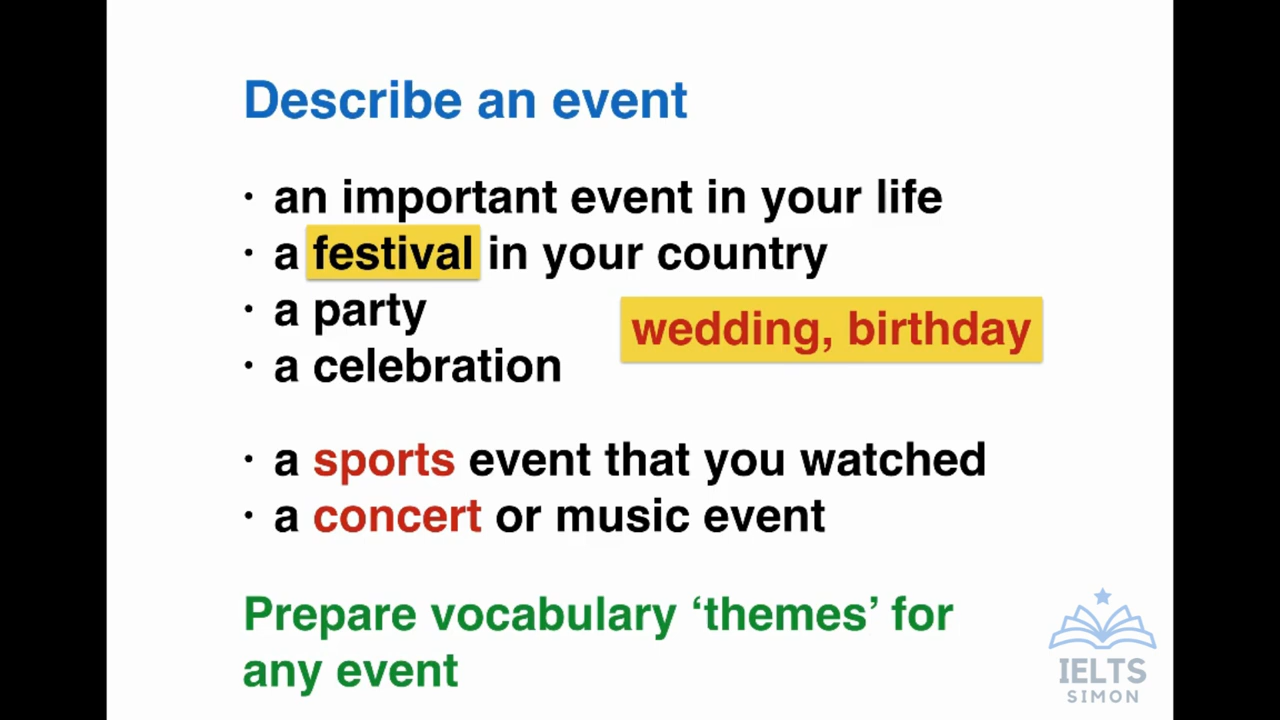 Describe an event
· an important event in your life
· a festival in your country
· a party
wedding, birthday
· a celebration
· a sports event that you watched
· a concert or music event
Prepare vocabulary ‘themes’ for
any event
IELTS
SIMON